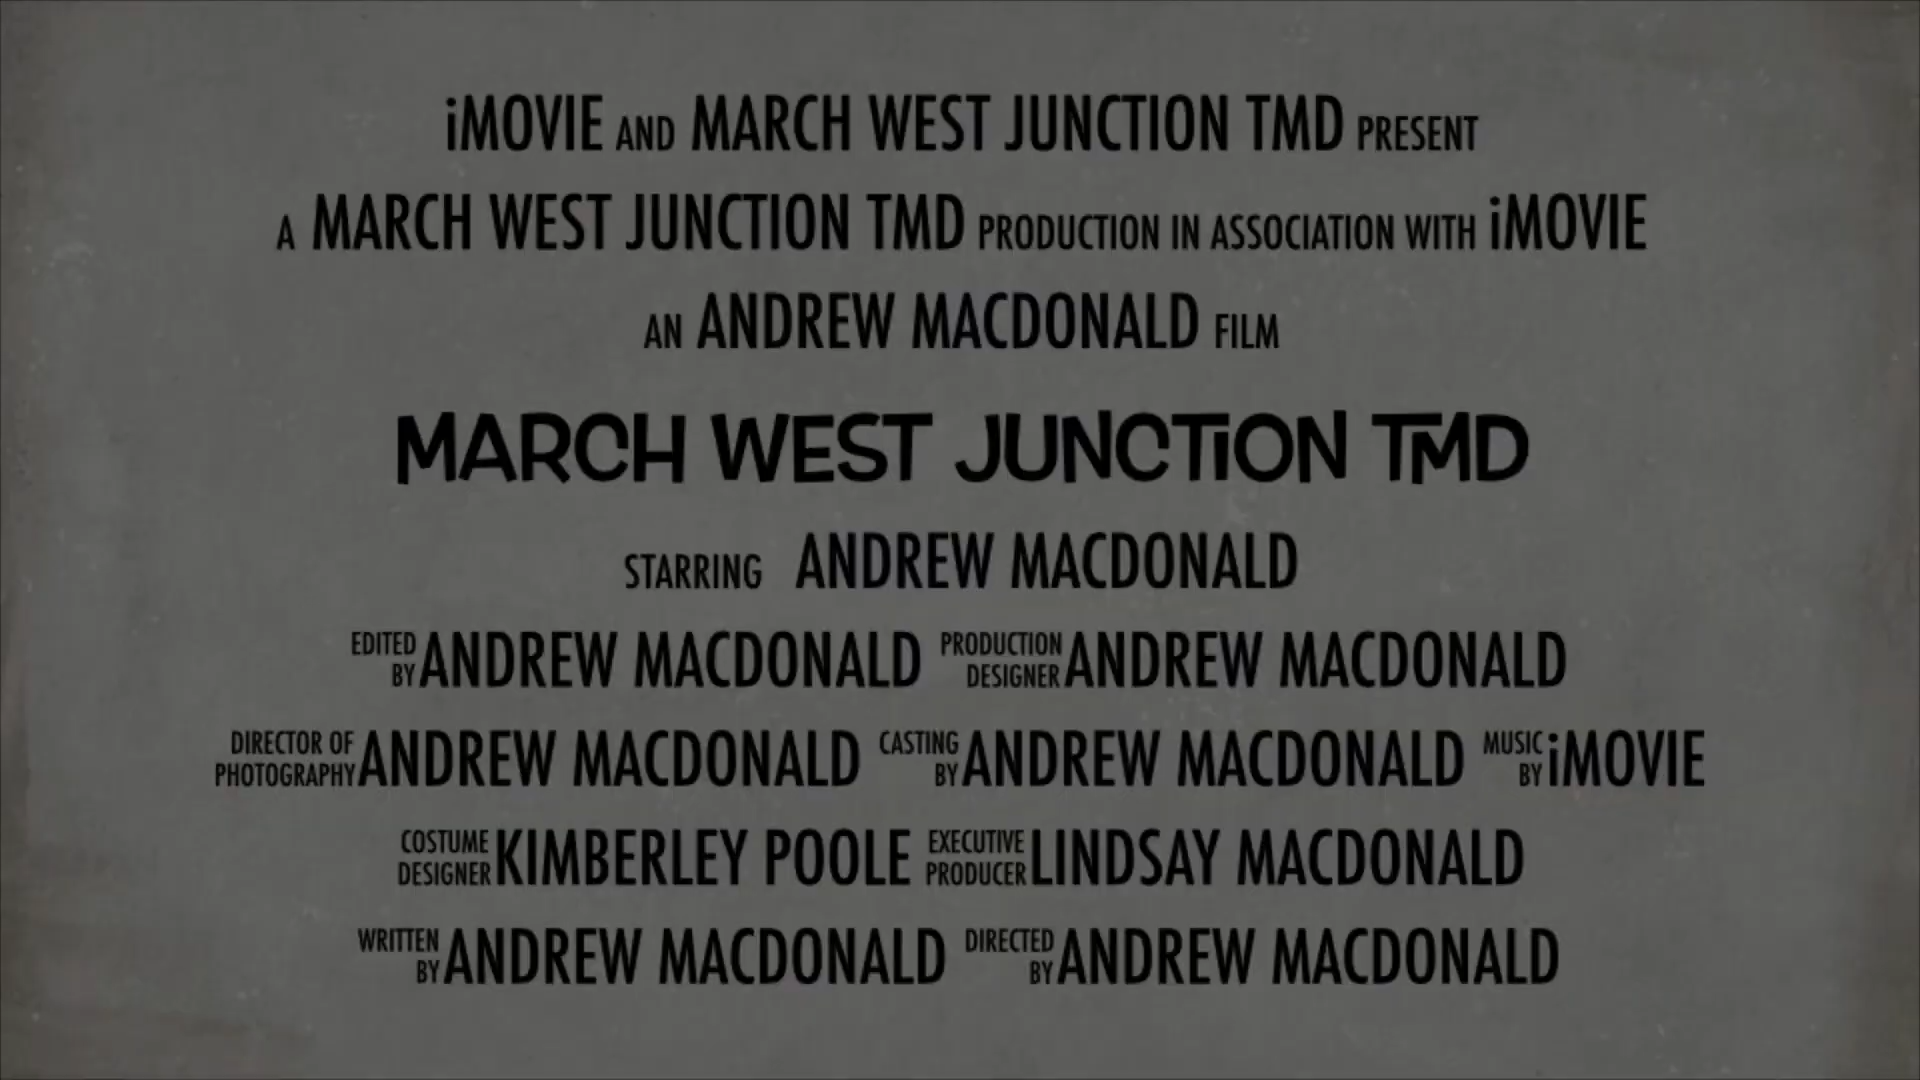 iMOVIE AND MARCH WEST JUNCTION TMD PRESENT
A MARCH WEST JUNCTION TMD PRODUCTION IN ASSOCIATION WITH iMOVIE
AN ANDREW MACDONALD FILM
MARCH WEST JUNCTION TMD
STARRING ANDREW MACDONALD
EDITED BY ANDREW MACDONALD PRODUCTION DESIGNER ANDREW MACDONALD
DIRECTOR OF PHOTOGRAPHY ANDREW MACDONALD CASTING BY ANDREW MACDONALD MUSIC BY iMOVIE
COSTUME DESIGNER KIMBERLEY POOLE EXECUTIVE PRODUCER LINDSAY MACDONALD
WRITTEN BY ANDREW MACDONALD DIRECTED BY ANDREW MACDONALD